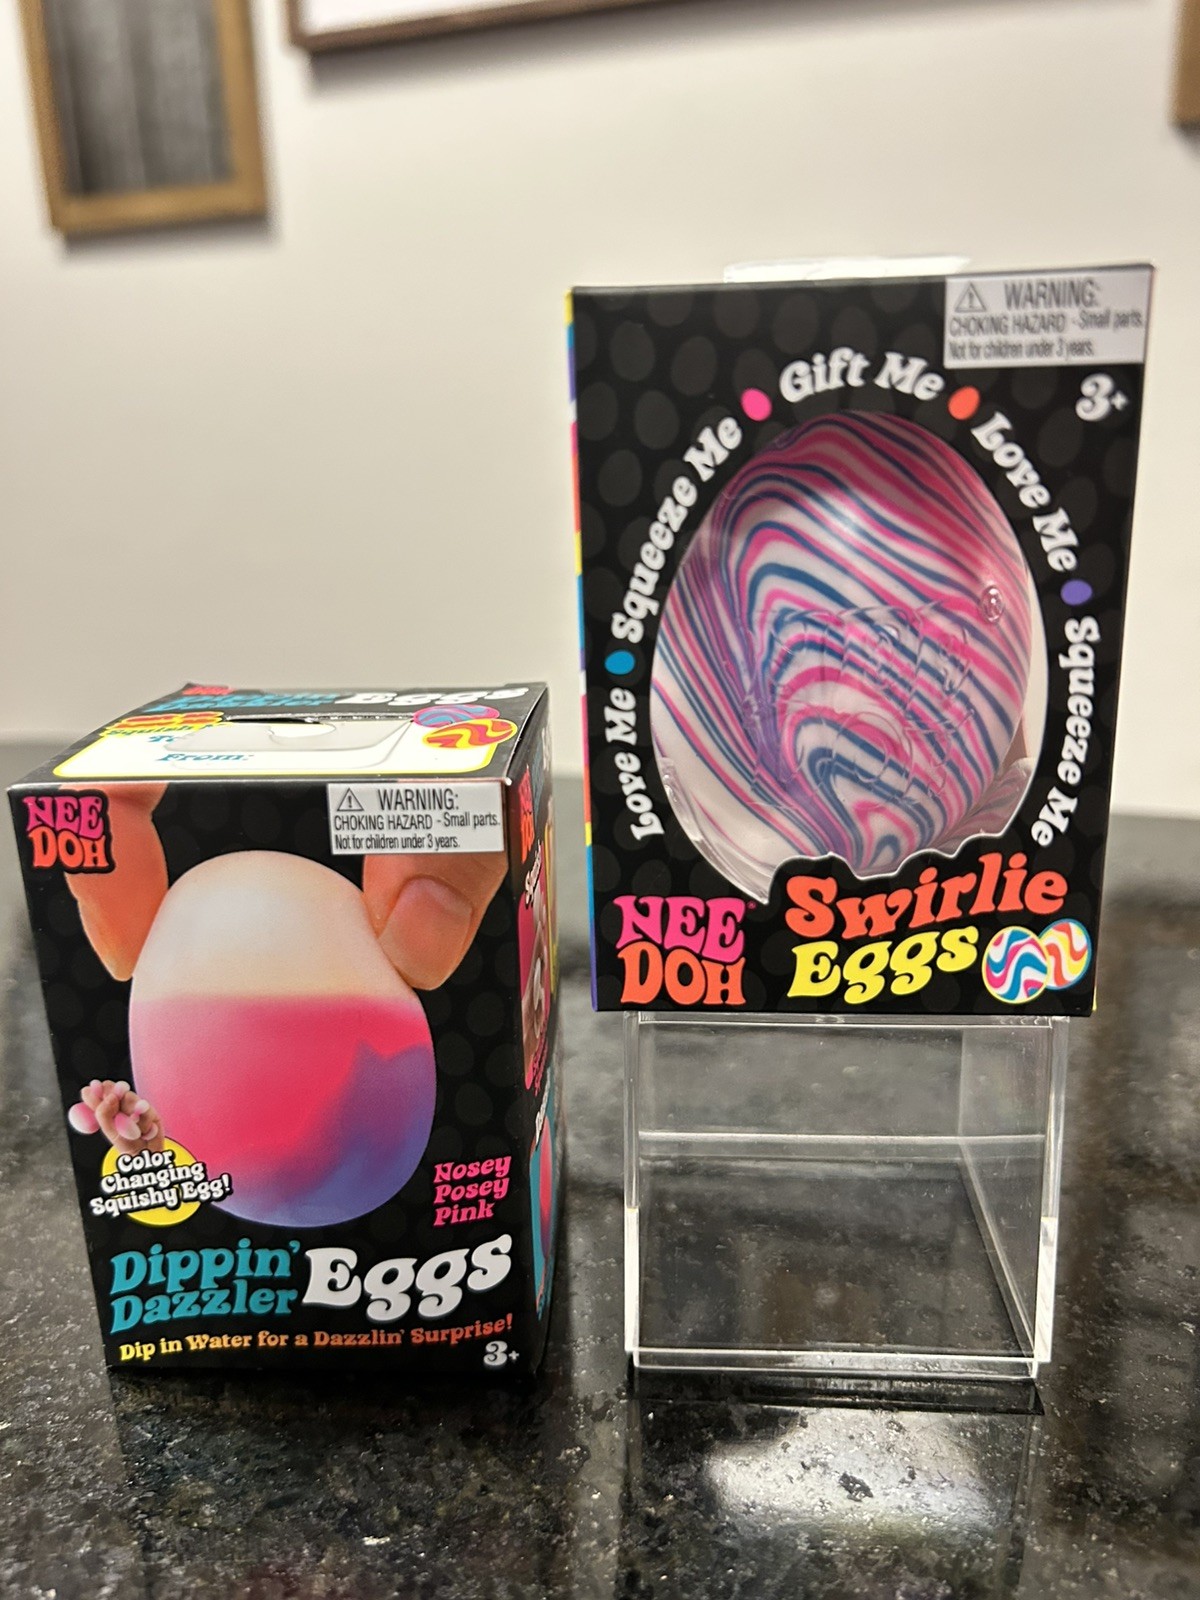 Eggs
From:
NEE
DOH
WARNING:
CHOKING HAZARD - Small parts.
Not for children under 3 years.
Color
Changing
Squishy Egg!
Nosey
Posey
Pink
Dippin'
Dazzler
Eggs
Dip in Water for a Dazzlin' Surprise!
3+
WARNING:
CHOKING HAZARD - Small parts.
Not for children under 3 years.
3+
Love Me • Squeeze Me • Gift Me • Love Me • Squeeze Me
NEE
DOH
Swirlie
Eggs